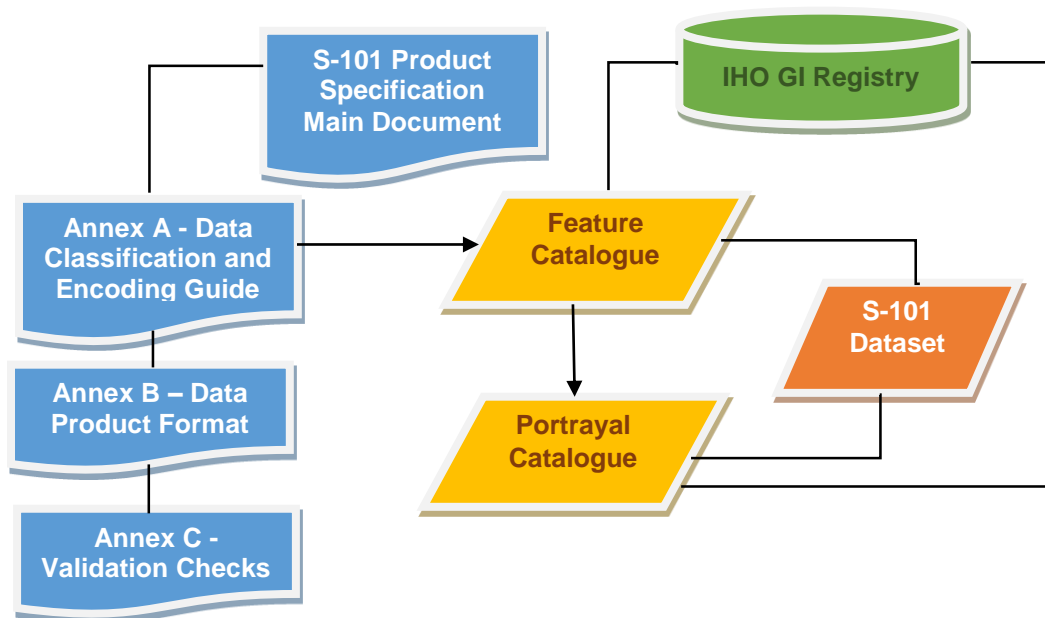 S-101 Product
Specification
Main Document
IHO GI Registry
Annex A - Data
Classification and
Encoding Guide
Feature
Catalogue
S-101
Dataset
Annex B – Data
Product Format
Portrayal
Catalogue
Annex C -
Validation Checks